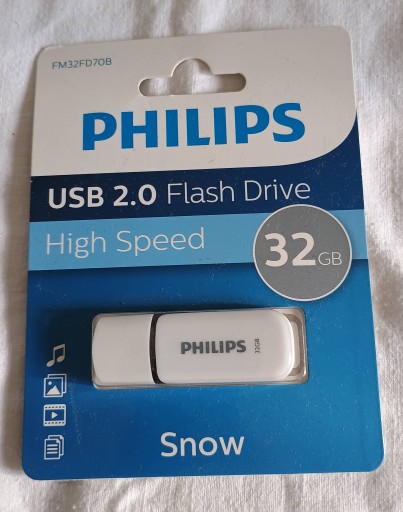 FM32FD70B
PHILIPS
USB 2.0 Flash Drive
High Speed
32GB
PHILIPS 32GB
Snow